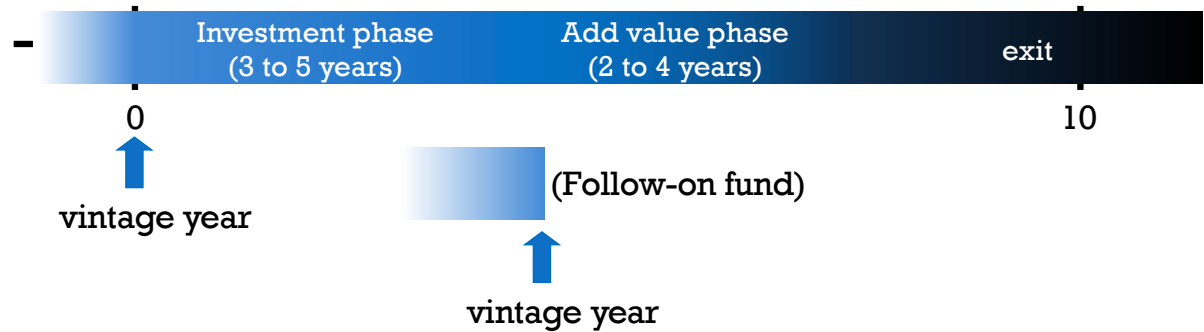 -
Investment phase
(3 to 5 years)
Add value phase
(2 to 4 years)
exit
0
10
vintage year
(Follow-on fund)
vintage year